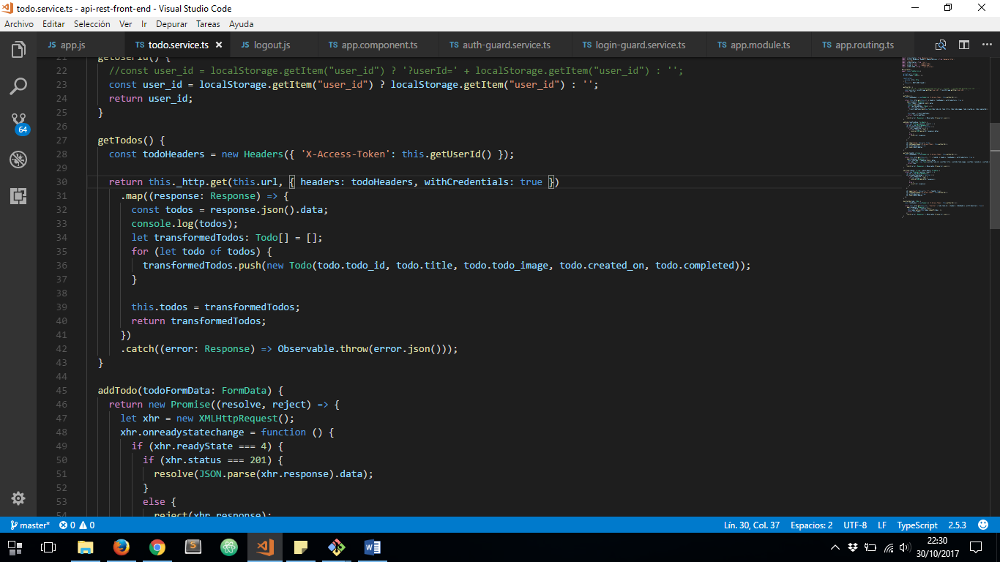 todo.service.ts - api-rest-front-end - Visual Studio Code
Archivo Editar Selección Ver Ir Depurar Tareas Ayuda
JS app.js TS todo.service.ts JS logout.js TS app.component.ts TS auth-guard.service.ts TS login-guard.service.ts TS app.module.ts TS app.routing.ts
64
21 getUserId() {
22 //const user_id = localStorage.getItem("user_id") ? '?userId=' + localStorage.getItem("user_id") : '';
23 const user_id = localStorage.getItem("user_id") ? localStorage.getItem("user_id") : '';
24 return user_id;
25 }
26
27 getTodos() {
28 const todoHeaders = new Headers({ 'X-Access-Token': this.getUserId() });
29
30 return this._http.get(this.url, { headers: todoHeaders, withCredentials: true })
31 .map((response: Response) => {
32 const todos = response.json().data;
33 console.log(todos);
34 let transformedTodos: Todo[] = [];
35 for (let todo of todos) {
36 transformedTodos.push(new Todo(todo.todo_id, todo.title, todo.todo_image, todo.created_on, todo.completed));
37 }
38
39 this.todos = transformedTodos;
40 return transformedTodos;
41 })
42 .catch((error: Response) => Observable.throw(error.json()));
43 }
44
45 addTodo(todoFormData: FormData) {
46 return new Promise((resolve, reject) => {
47 let xhr = new XMLHttpRequest();
48 xhr.onreadystatechange = function () {
49 if (xhr.readyState === 4) {
50 if (xhr.status === 201) {
51 resolve(JSON.parse(xhr.response).data);
52 }
53 else {
54 reject(xhr.response);
master* 0 0 Lín. 30, Col. 37 Espacios: 2 UTF-8 LF TypeScript 2.5.3
22:30
30/10/2017